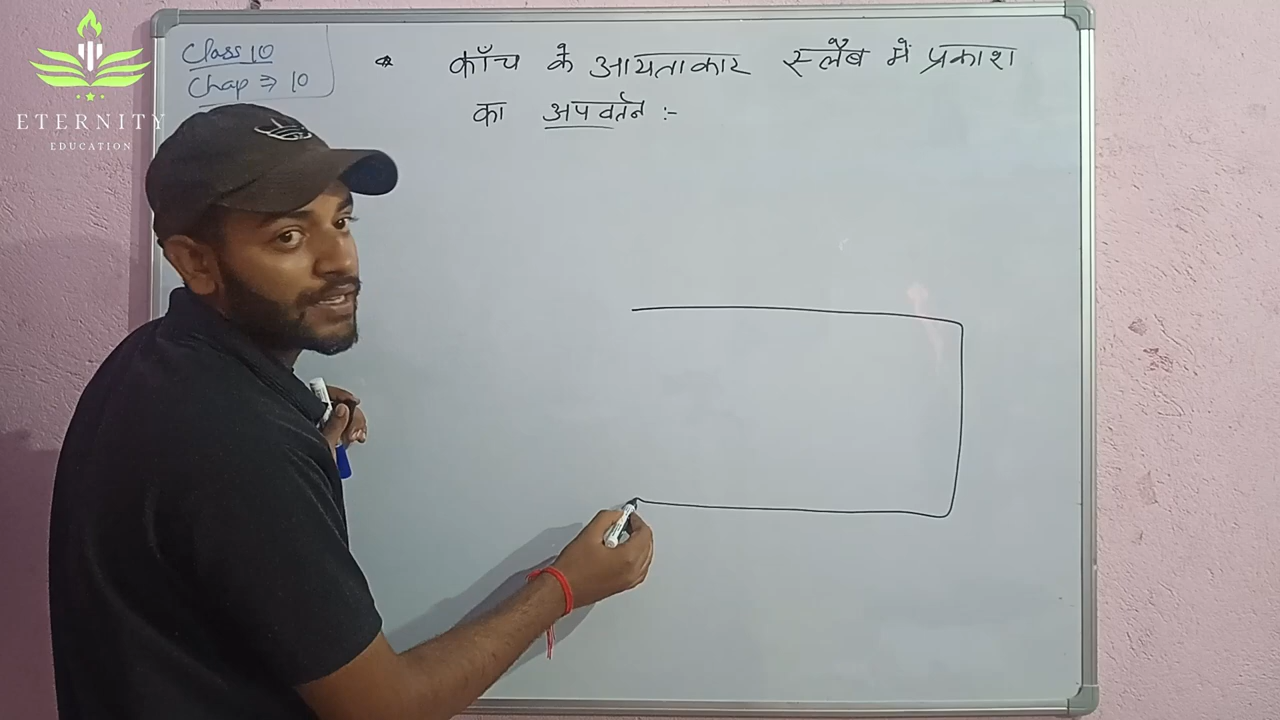 ETERNITY
EDUCATION
Class 10
Chap → 10
* काँच के आयताकार स्लैब में प्रकाश
का अपवर्तन :-